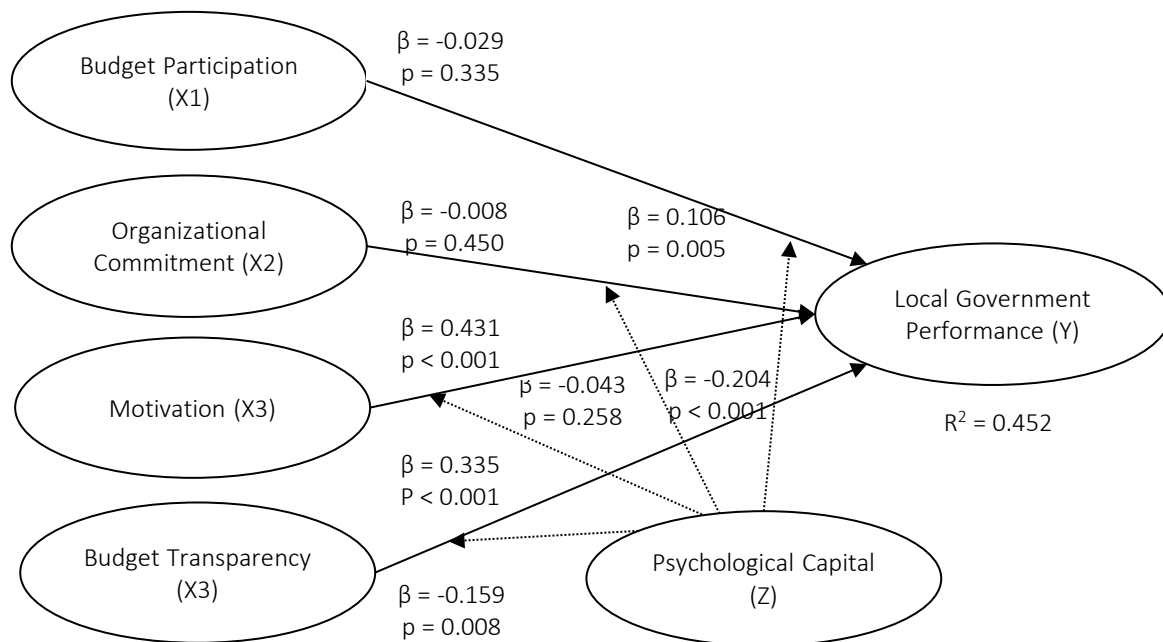 Budget Participation
(X1)
β = -0.029
p = 0.335
Organizational
Commitment (X2)
β = -0.008
p = 0.450
β = 0.106
p = 0.005
Local Government
Performance (Y)
R² = 0.452
Motivation (X3)
β = 0.431
p < 0.001
β = -0.043
p = 0.258
β = -0.204
p < 0.001
β = 0.335
P < 0.001
Budget Transparency
(X3)
β = -0.159
p = 0.008
Psychological Capital
(Z)